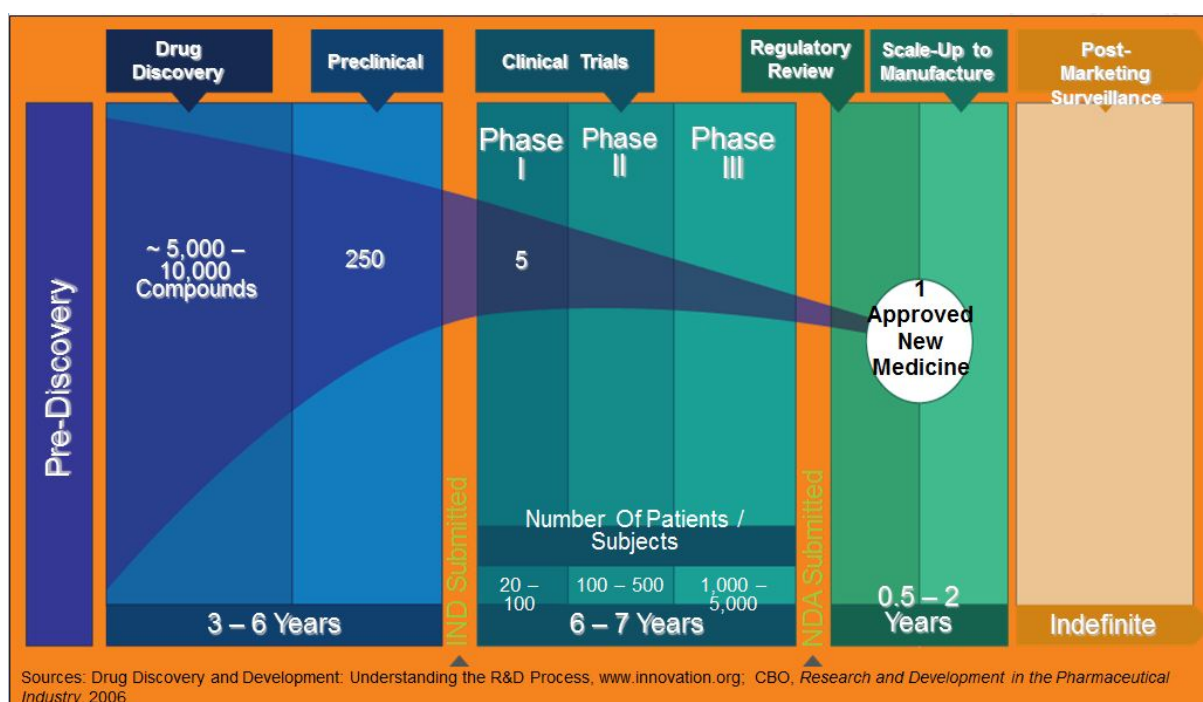 Drug
Discovery
Preclinical
Clinical Trials
Regulatory
Review
Scale-Up to
Manufacture
Post-
Marketing
Surveillance
Pre-Discovery
Phase
I
Phase
II
Phase
III
~ 5,000 –
10,000
Compounds
250
5
1
Approved
New
Medicine
IND Submitted
NDA Submitted
Number Of Patients /
Subjects
20 –
100
100 – 500
1,000 –
5,000
3 – 6 Years
6 – 7 Years
0.5 – 2
Years
Indefinite
Sources: Drug Discovery and Development: Understanding the R&D Process, www.innovation.org; CBO, Research and Development in the Pharmaceutical
Industry, 2006